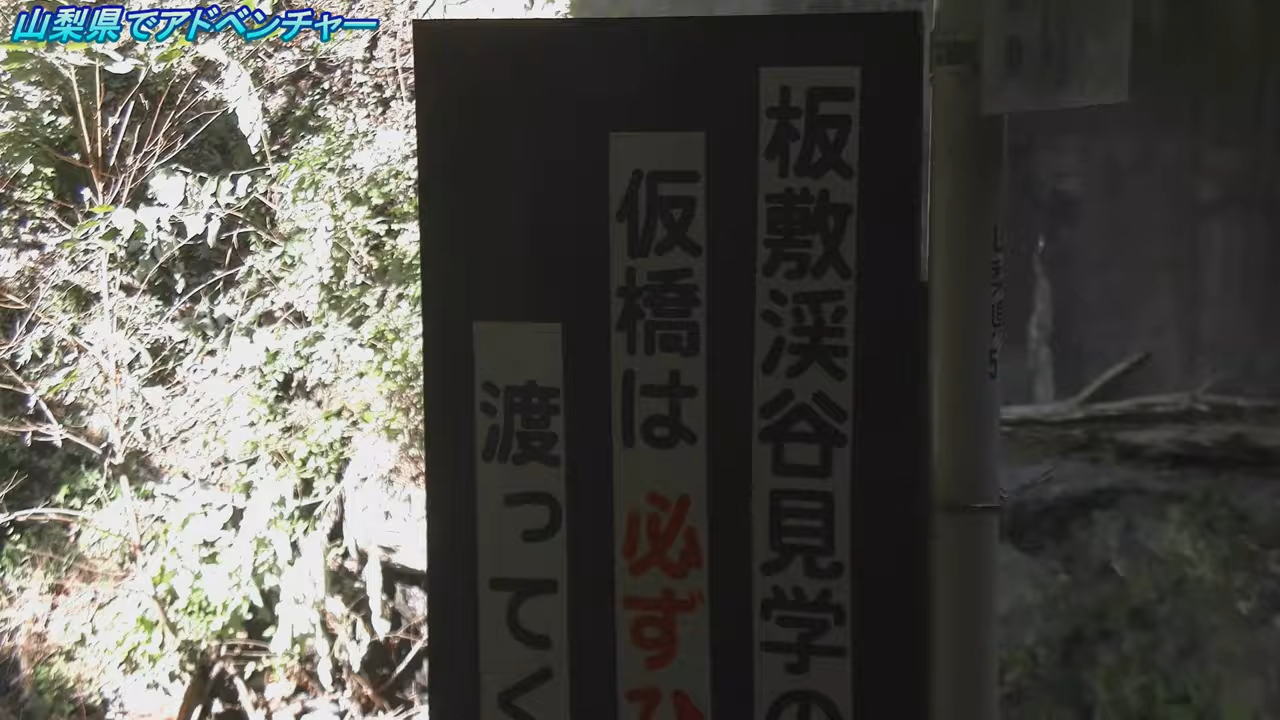 山梨県でアドベンチャー
板敷渓谷見学の
仮橋は 必ずひ
渡ってく